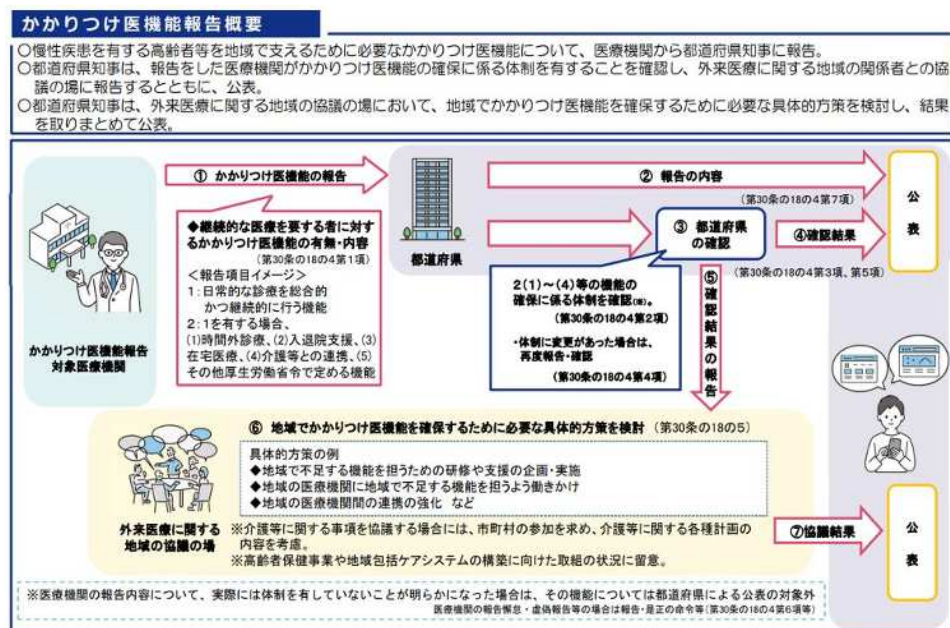 かかりつけ医機能報告概要
○慢性疾患を有する高齢者等を地域で支えるために必要なかかりつけ医機能について、医療機関から都道府県知事に報告。
○都道府県知事は、報告をした医療機関がかかりつけ医機能の確保に係る体制を有することを確認し、外来医療に関する地域の関係者との協
議の場に報告するとともに、公表。
○都道府県知事は、外来医療に関する地域の協議の場において、地域でかかりつけ医機能を確保するために必要な具体的方策を検討し、結果
を取りまとめて公表。
① かかりつけ医機能の報告
② 報告の内容
(第30条の18の4第7項)
公表
◆継続的な医療を要する者に対す
るかかりつけ医機能の有無・内容
(第30条の18の4第1項)
<報告項目イメージ>
1:日常的な診療を総合的
かつ継続的に行う機能
2:1を有する場合、
(1)時間外診療、(2)入退院支援、(3)
在宅医療、(4)介護等との連携、(5)
その他厚生労働省令で定める機能
かかりつけ医機能報告
対象医療機関
都道府県
③ 都道府県
の確認
④確認結果
(第30条の18の4第3項、第5項)
2(1)~(4)等の機能の
確保に係る体制を確認(※)。
(第30条の18の4第2項)
・体制に変更があった場合は、
再度報告・確認
(第30条の18の4第4項)
⑤確認結果の報告
⑥ 地域でかかりつけ医機能を確保するために必要な具体的方策を検討 (第30条の18の5)
具体的方策の例
◆地域で不足する機能を担うための研修や支援の企画・実施
◆地域の医療機関に地域で不足する機能を担うよう働きかけ
◆地域の医療機関間の連携の強化 など
外来医療に関する
地域の協議の場
※介護等に関する事項を協議する場合には、市町村の参加を求め、介護等に関する各種計画の
内容を考慮。
※高齢者保健事業や地域包括ケアシステムの構築に向けた取組の状況に留意。
⑦協議結果
公表
※医療機関の報告内容について、実際には体制を有していないことが明らかになった場合は、その機能については都道府県による公表の対象外
医療機関の報告懈怠・虚偽報告等の場合は報告・是正の命令等(第30条の18の4第6項等)